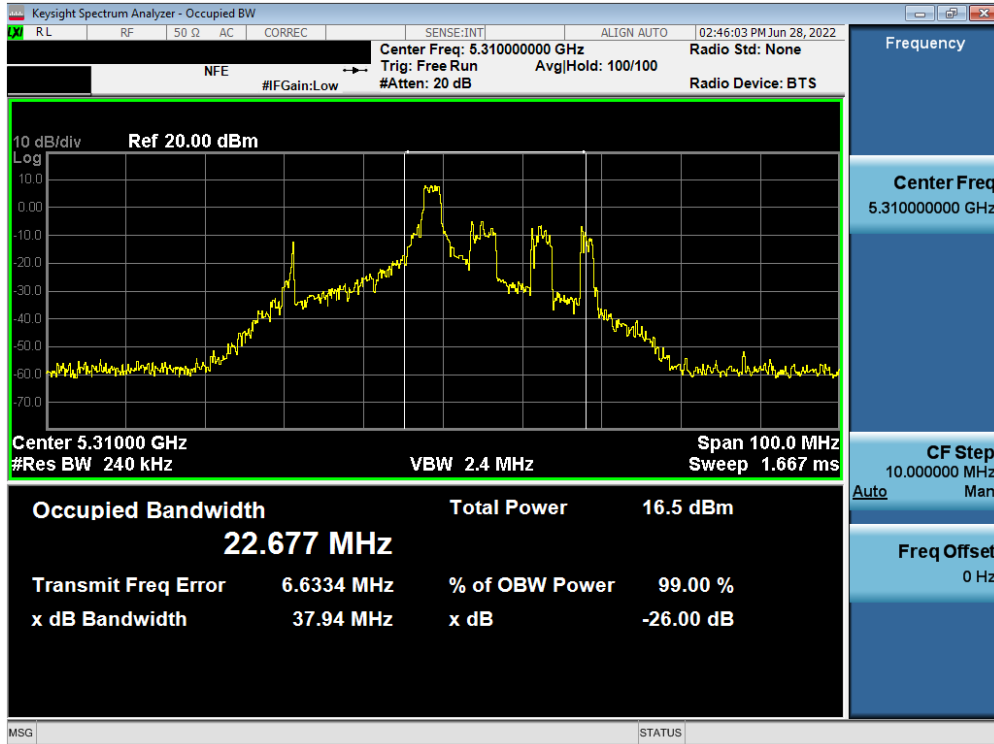 Keysight Spectrum Analyzer - Occupied BW
LXI RL RF 50 Ω AC CORREC SENSE:INT ALIGN AUTO 02:46:03 PM Jun 28, 2022
Center Freq: 5.310000000 GHz Radio Std: None
NFE Trig: Free Run Avg|Hold: 100/100
#IFGain:Low #Atten: 20 dB Radio Device: BTS
10 dB/div Ref 20.00 dBm
Log
10.0
0.00
-10.0
-20.0
-30.0
-40.0
-50.0
-60.0
-70.0
Center 5.31000 GHz Span 100.0 MHz
#Res BW 240 kHz VBW 2.4 MHz Sweep 1.667 ms
Occupied Bandwidth Total Power 16.5 dBm
22.677 MHz
Transmit Freq Error 6.6334 MHz % of OBW Power 99.00 %
x dB Bandwidth 37.94 MHz x dB -26.00 dB
Frequency
Center Freq
5.310000000 GHz
CF Step
10.000000 MHz
Auto Man
Freq Offset
0 Hz
MSG STATUS